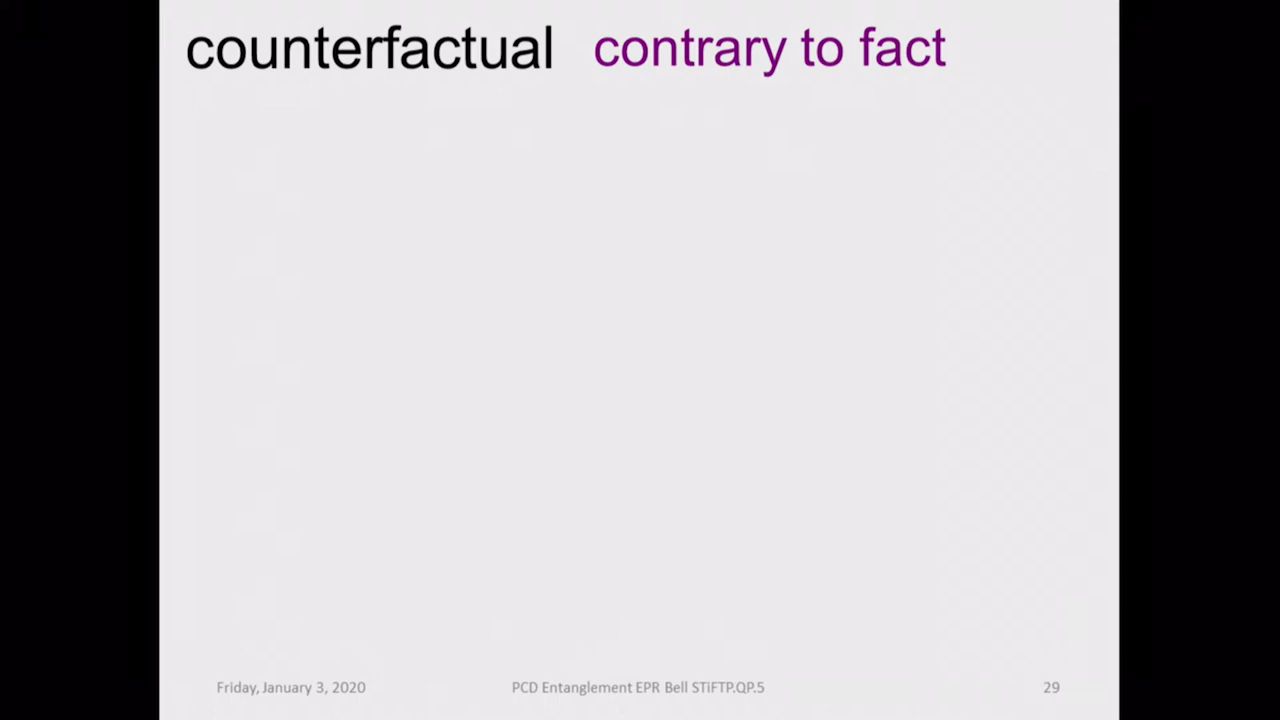 counterfactual contrary to fact
Friday, January 3, 2020 PCD Entanglement EPR Bell STiFTP.QP.5 29